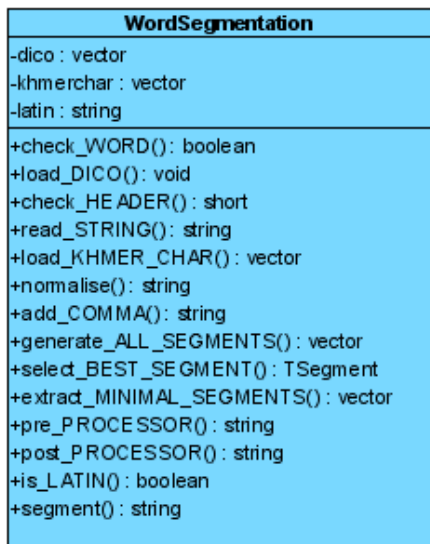 WordSegmentation
-dico : vector
-khmerchar : vector
-latin : string
+check_WORD() : boolean
+load_DICO() : void
+check_HEADER() : short
+read_STRING() : string
+load_KHMER_CHAR() : vector
+normalise() : string
+add_COMMA() : string
+generate_ALL_SEGMENTS() : vector
+select_BEST_SEGMENT() : TSegment
+extract_MINIMAL_SEGMENTS() : vector
+pre_PROCESSOR() : string
+post_PROCESSOR() : string
+is_LATIN() : boolean
+segment() : string